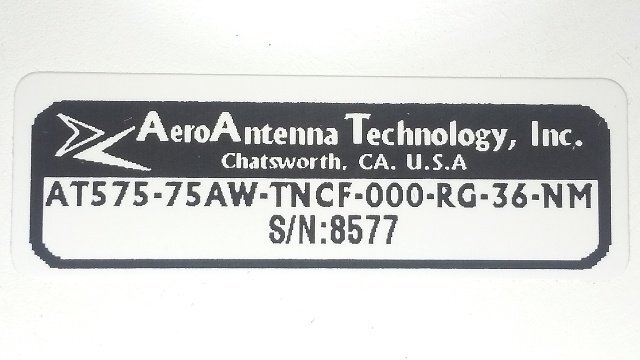 AeroAntenna Technology, Inc.
Chatsworth, CA. U.S.A
AT575-75AW-TNCF-000-RG-36-NM
S/N:8577